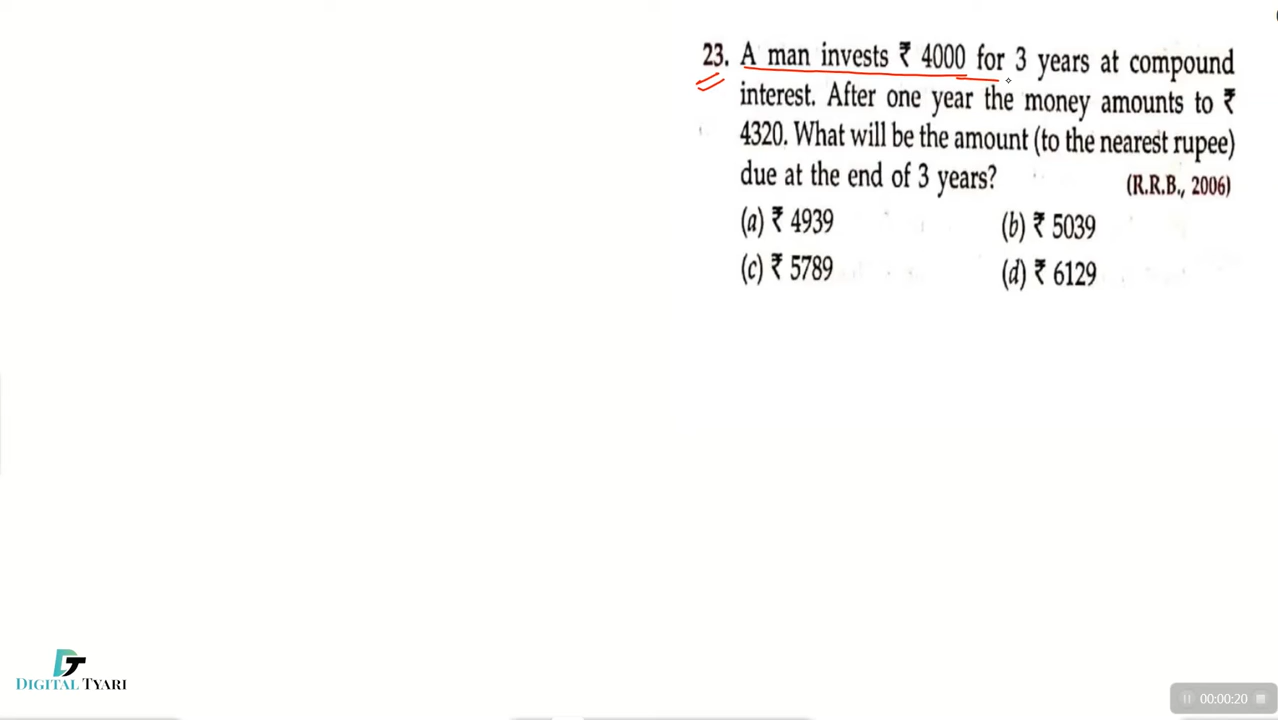 23. A man invests ₹ 4000 for 3 years at compound
interest. After one year the money amounts to ₹
4320. What will be the amount (to the nearest rupee)
due at the end of 3 years? (R.R.B., 2006)
(a) ₹ 4939 (b) ₹ 5039
(c) ₹ 5789 (d) ₹ 6129
DIGITAL TYARI
00:00:20